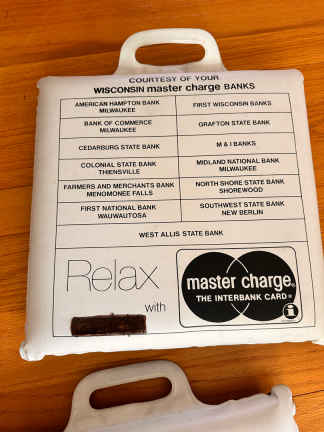 COURTESY OF YOUR
WISCONSIN master charge BANKS
AMERICAN HAMPTON BANK
MILWAUKEE
FIRST WISCONSIN BANKS
BANK OF COMMERCE
MILWAUKEE
GRAFTON STATE BANK
CEDARBURG STATE BANK
M & I BANKS
COLONIAL STATE BANK
THIENSVILLE
MIDLAND NATIONAL BANK
MILWAUKEE
FARMERS AND MERCHANTS BANK
MENOMONEE FALLS
NORTH SHORE STATE BANK
SHOREWOOD
FIRST NATIONAL BANK
WAUWAUTOSA
SOUTHWEST STATE BANK
NEW BERLIN
WEST ALLIS STATE BANK
Relax
with
master charge®
THE INTERBANK CARD®
i